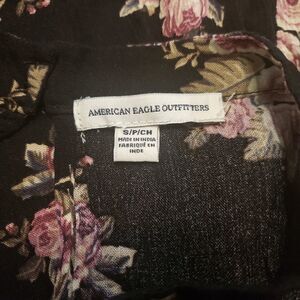 AMERICAN EAGLE OUTFITTERS
S/P/CH
MADE IN INDIA
FABRIQUÉ EN
INDE